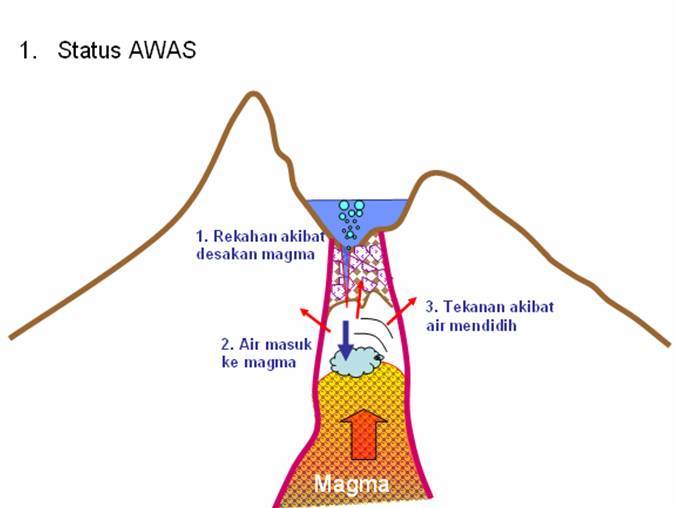 1. Status AWAS
1. Rekahan akibat
desakan magma
3. Tekanan akibat
air mendidih
2. Air masuk
ke magma
Magma